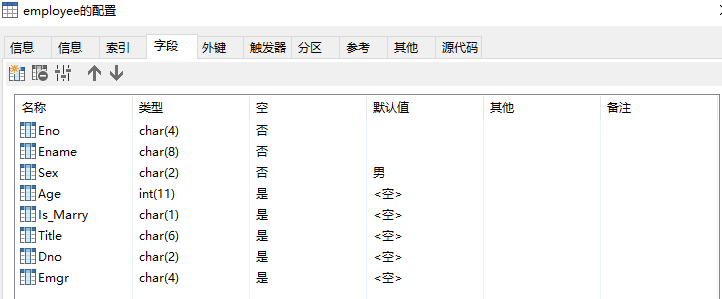 employee的配置
信息 信息 索引 字段 外键 触发器 分区 参考 其他 源代码
名称 类型 空 默认值 其他 备注
Eno char(4) 否
Ename char(8) 否
Sex char(2) 否 男
Age int(11) 是 <空>
Is_Marry char(1) 是 <空>
Title char(6) 是 <空>
Dno char(2) 是 <空>
Emgr char(4) 是 <空>